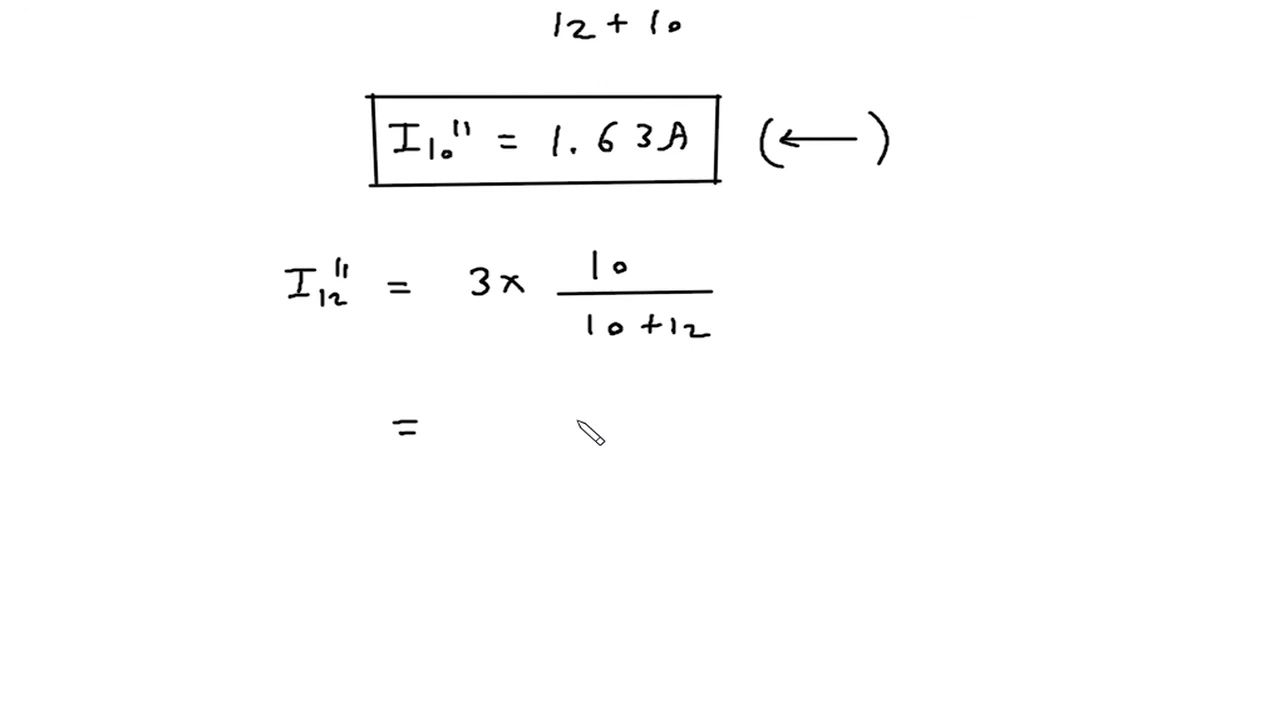 12 + 10
I₁₀" = 1.63A (←)
I₁₂" = 3 × 10
10 + 12
=